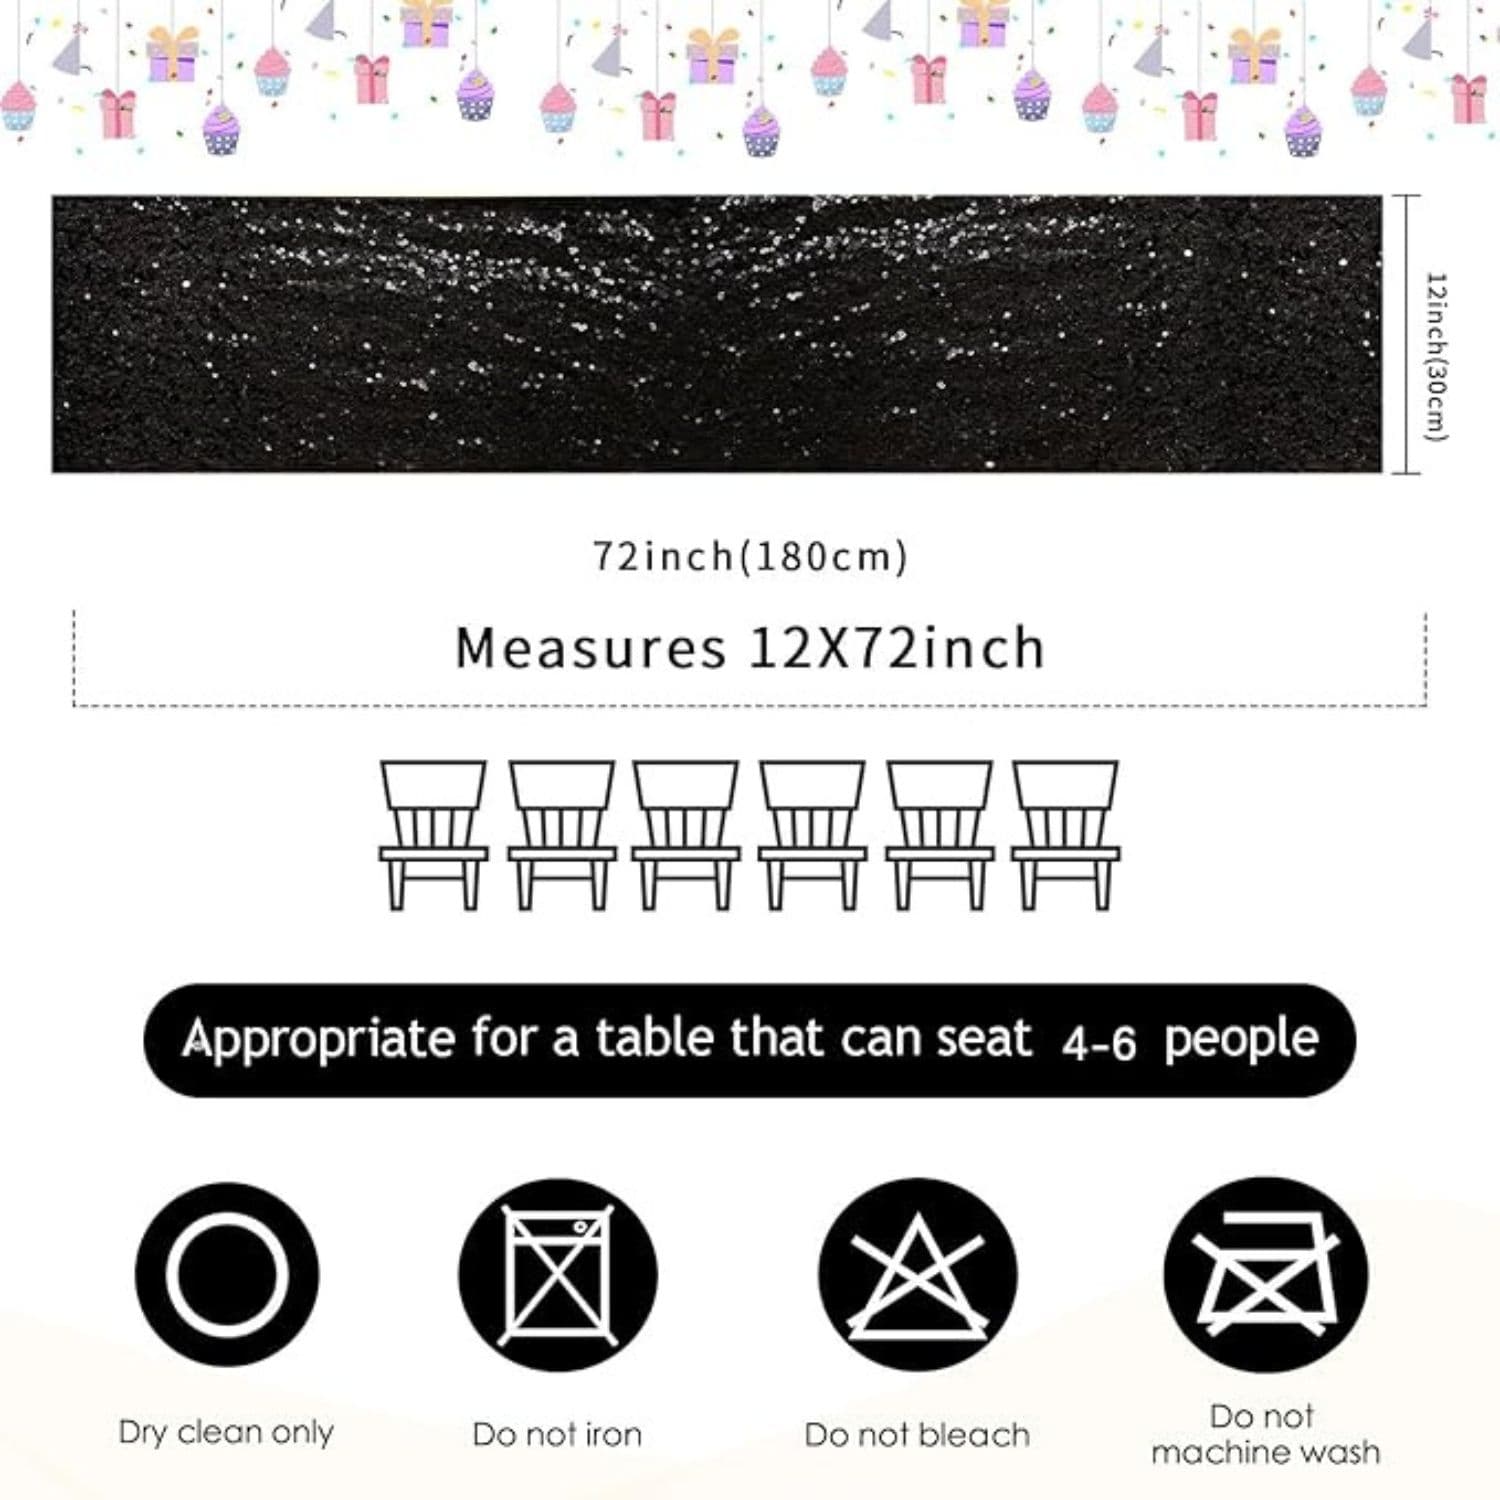 12inch(30cm)
72inch(180cm)
Measures 12X72inch
Appropriate for a table that can seat 4-6 people
Dry clean only
Do not iron
Do not bleach
Do not
machine wash